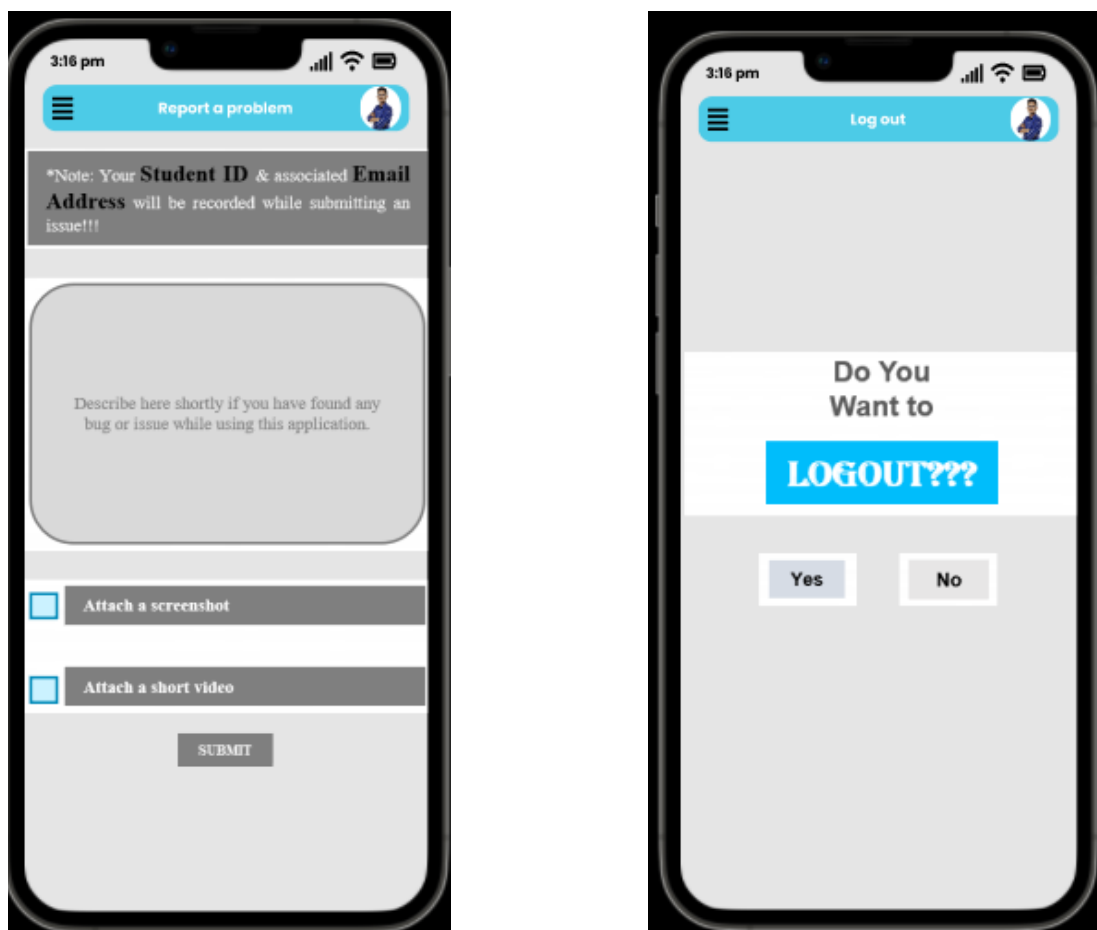 3:16 pm
Report a problem
*Note: Your Student ID & associated Email
Address will be recorded while submitting an
issue!!!
Describe here shortly if you have found any
bug or issue while using this application.
Attach a screenshot
Attach a short video
SUBMIT
3:16 pm
Log out
Do You
Want to
LOGOUT???
Yes
No